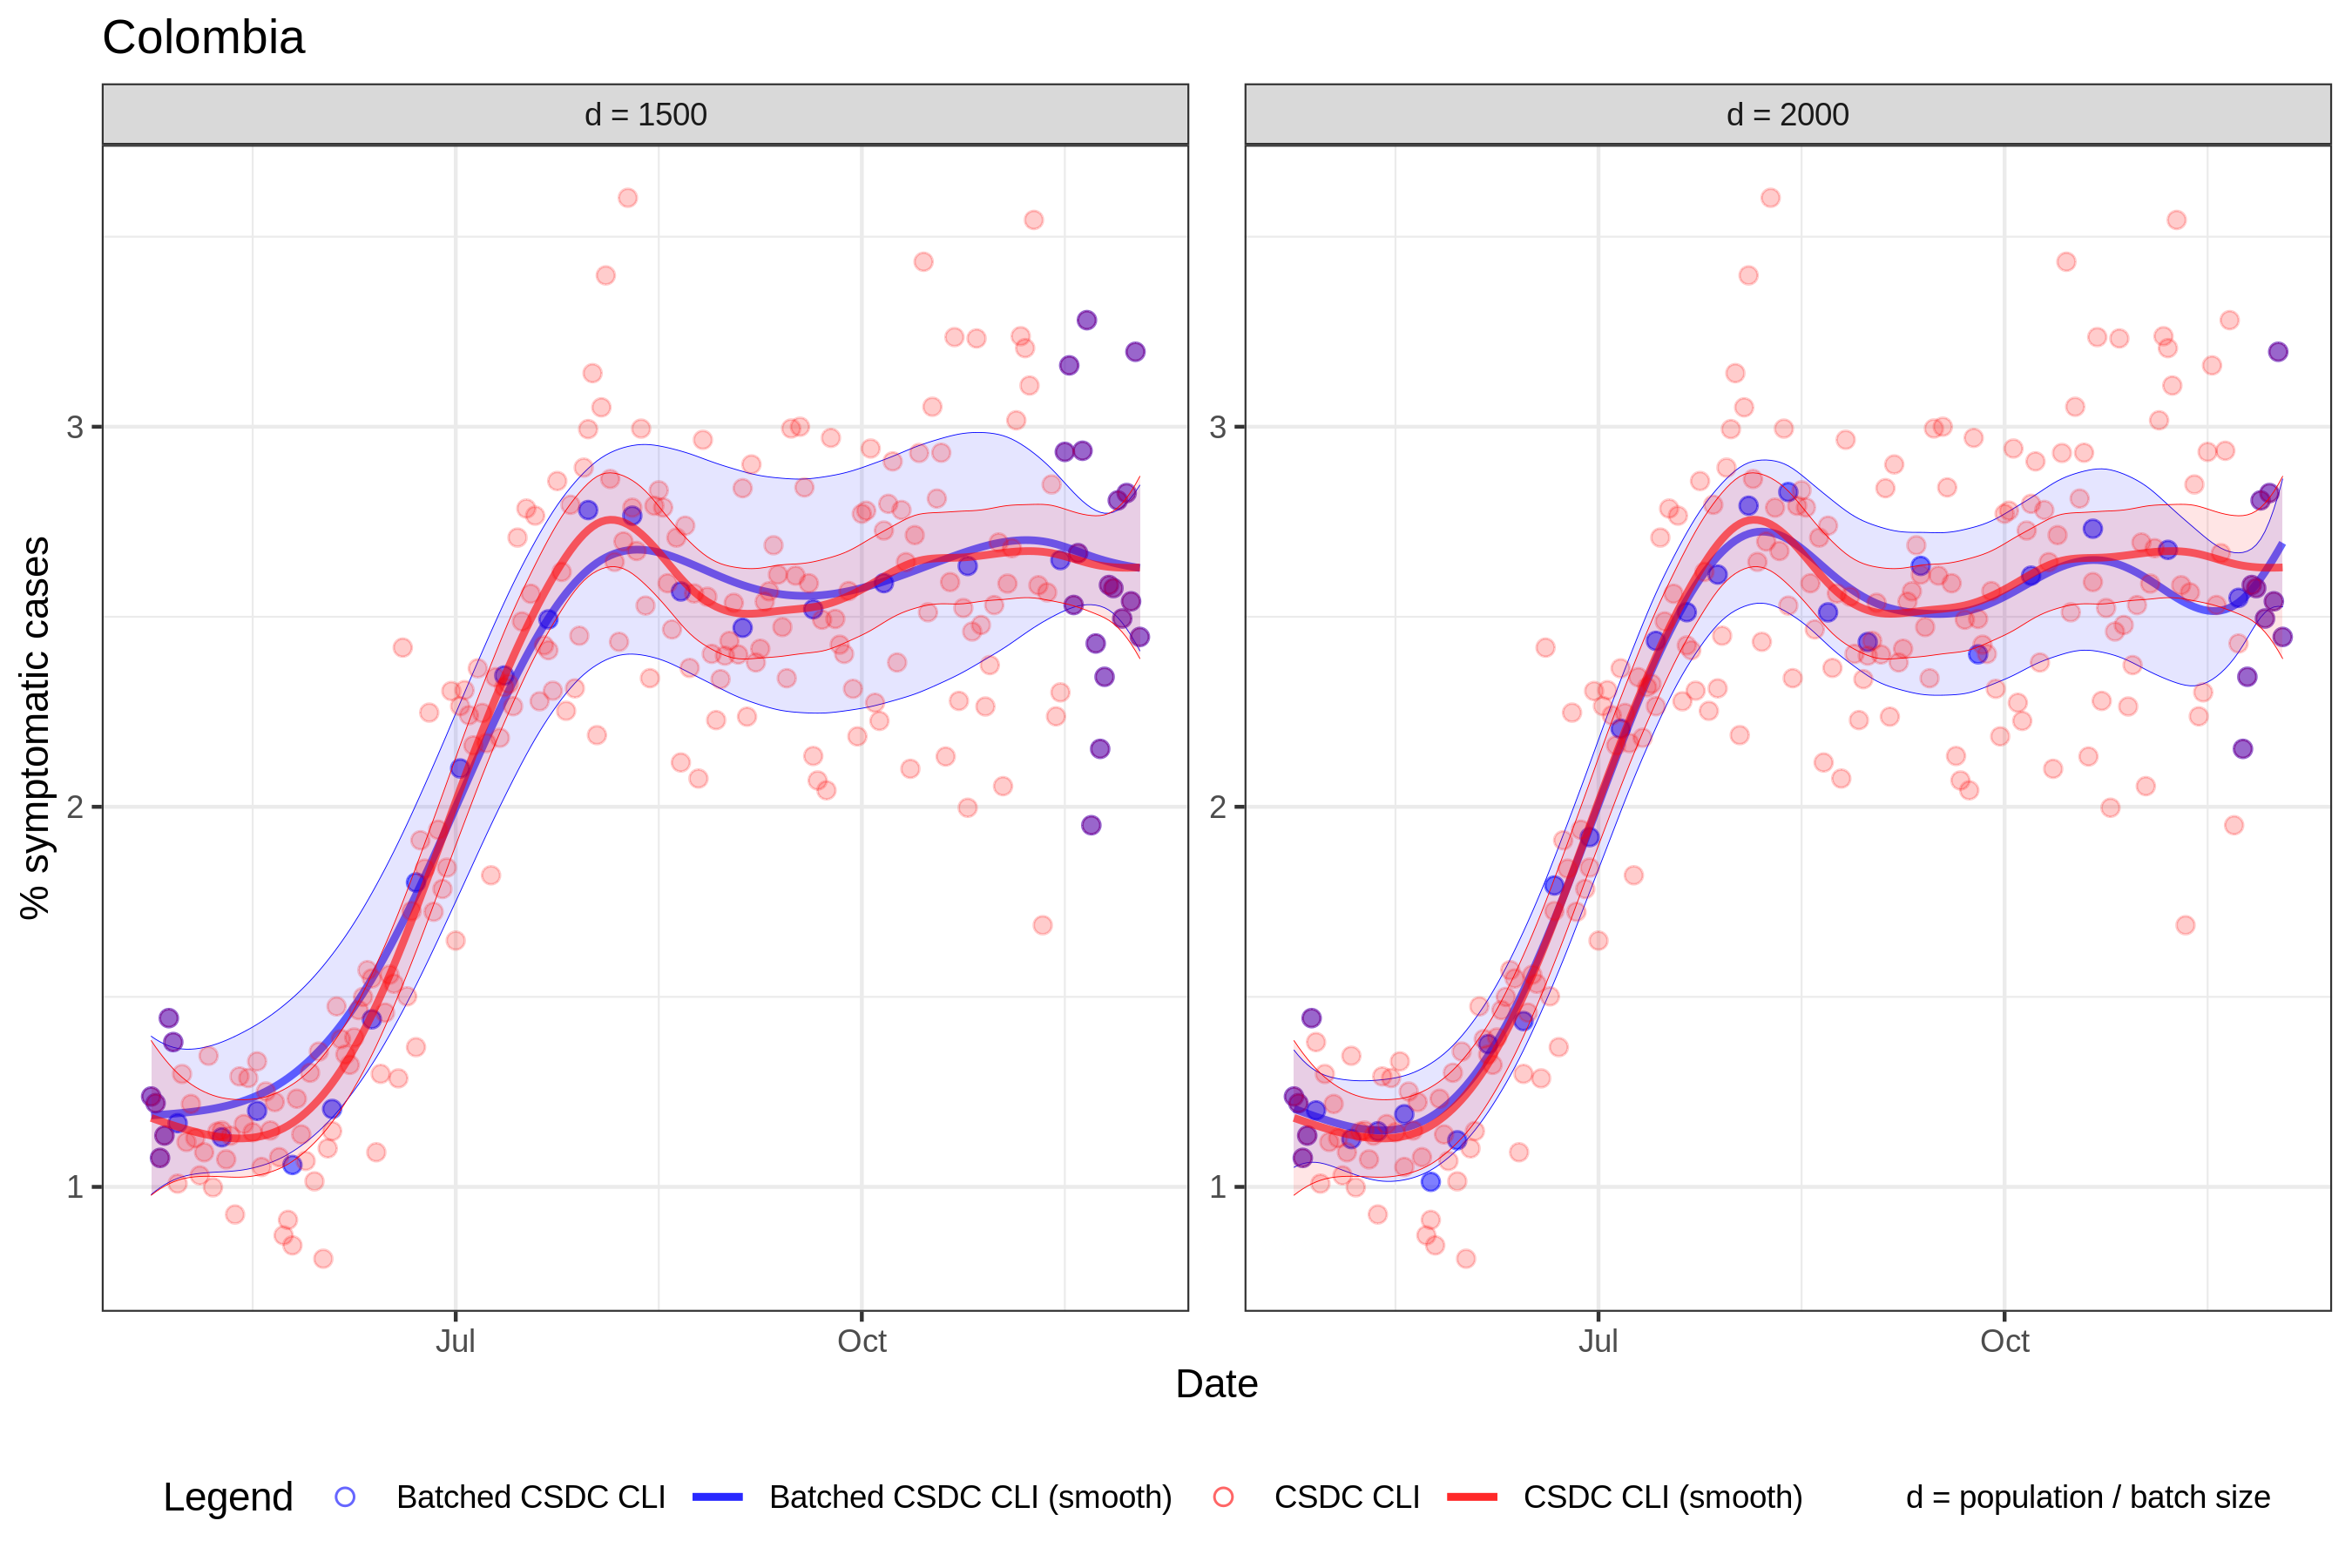 Colombia
d = 1500
d = 2000
% symptomatic cases
3
2
1
3
2
1
Jul
Oct
Jul
Oct
Date
Legend
Batched CSDC CLI
Batched CSDC CLI (smooth)
CSDC CLI
CSDC CLI (smooth)
d = population / batch size